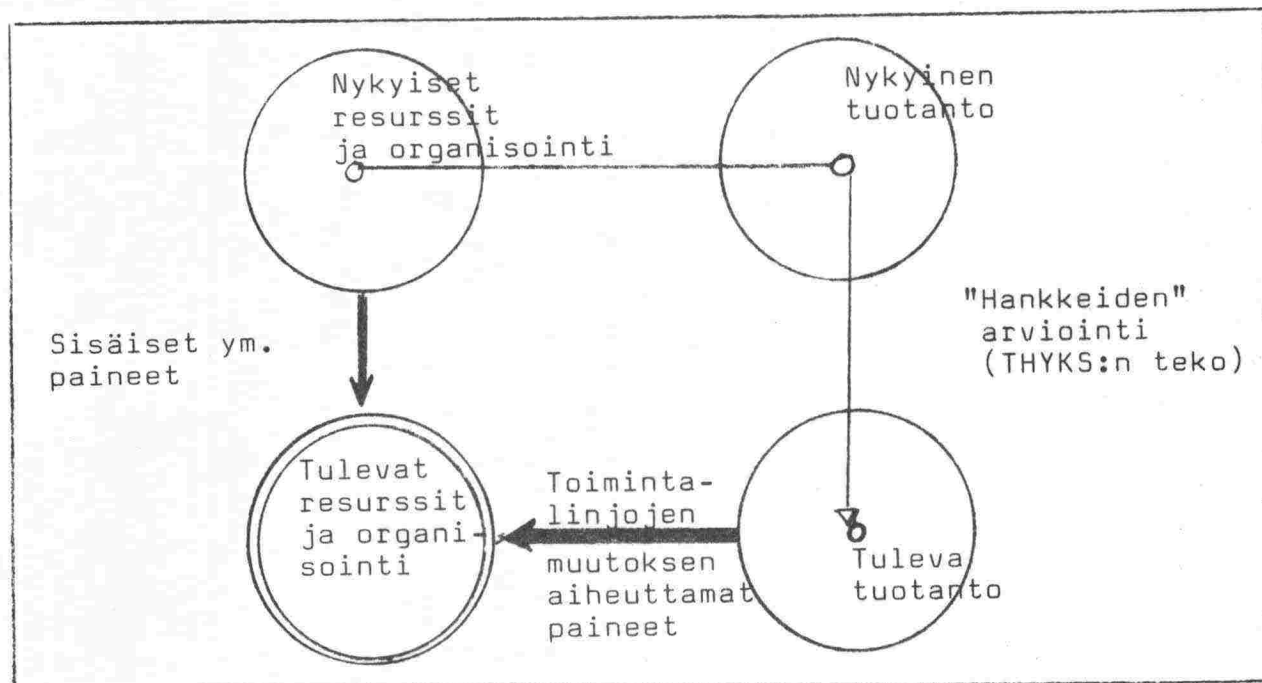 Nykyiset
resurssit
ja organisointi
Nykyinen
tuotanto
Sisäiset ym.
paineet
"Hankkeiden"
arviointi
(THYKS:n teko)
Tulevat
resurssit
ja organi-
sointi
Toiminta-
linjojen
muutoksen
aiheuttamat
paineet
Tuleva
tuotanto